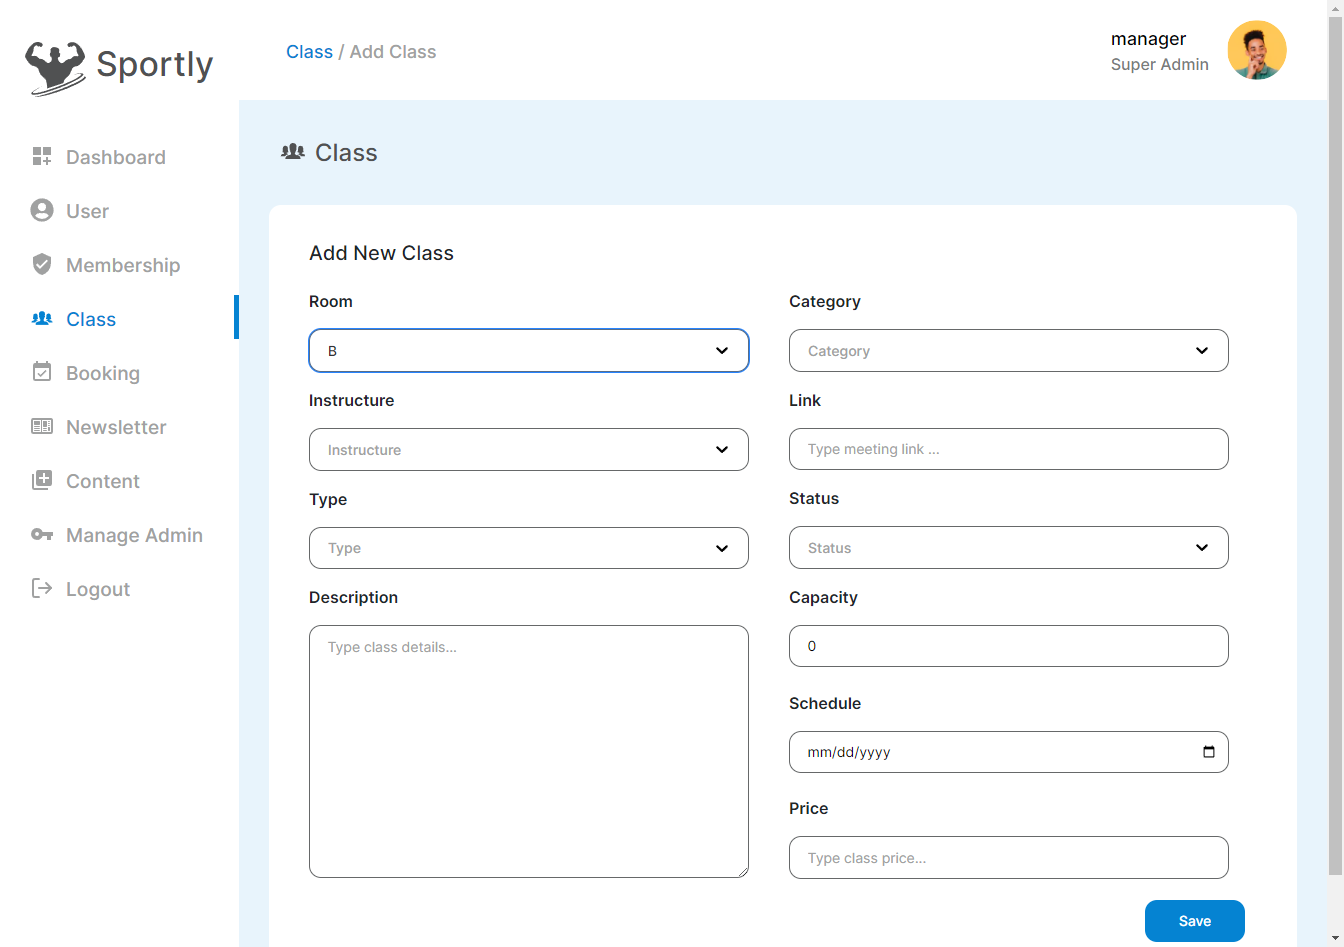 Sportly
Class / Add Class
manager
Super Admin
Dashboard
User
Membership
Class
Booking
Newsletter
Content
Manage Admin
Logout
Class
Add New Class
Room
B
Category
Category
Instructure
Instructure
Link
Type meeting link ...
Type
Type
Status
Status
Description
Type class details...
Capacity
0
Schedule
mm/dd/yyyy
Price
Type class price...
Save